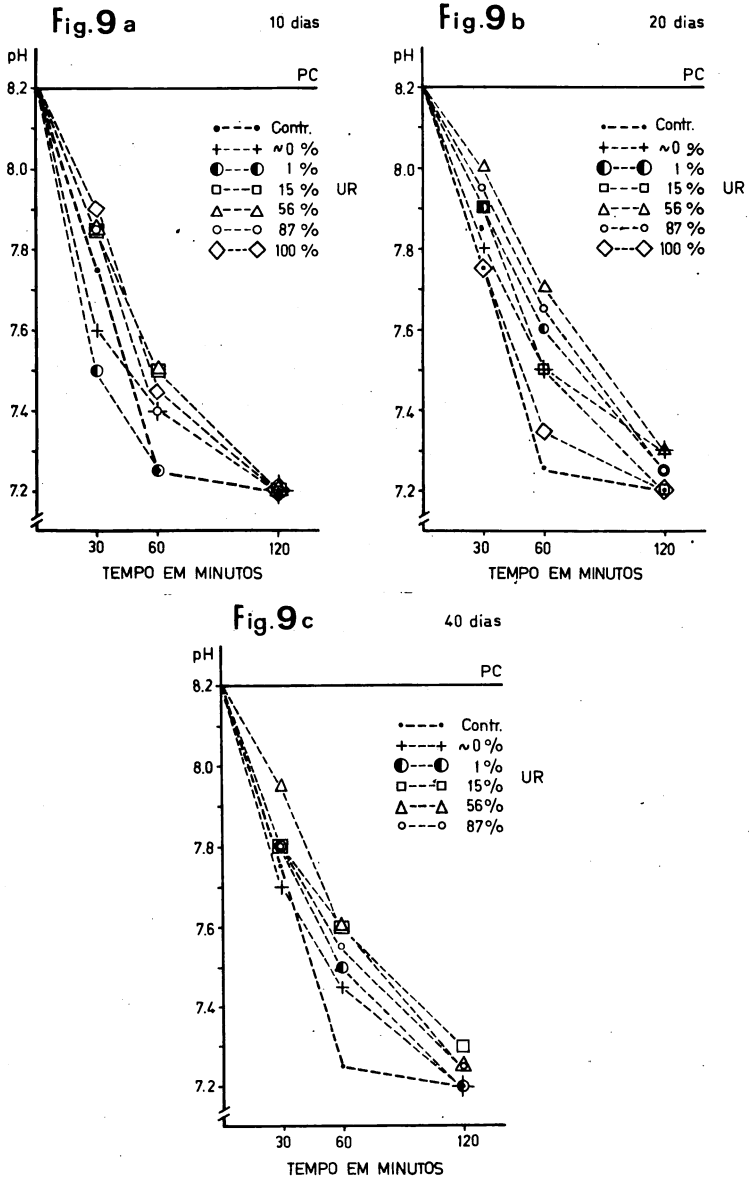 Fig.9 a
10 dias
pH
PC
8.2
8.0
7.8
7.6
7.4
7.2
Contr.
~0 %
1 %
15 % UR
56 %
87 %
100 %
30 60 120
TEMPO EM MINUTOS
Fig.9 b
20 dias
pH
PC
8.2
8.0
7.8
7.6
7.4
7.2
Contr.
~0 %
1 %
15 % UR
56 %
87 %
100 %
30 60 120
TEMPO EM MINUTOS
Fig.9 c
40 dias
pH
PC
8.2
8.0
7.8
7.6
7.4
7.2
Contr.
~0 %
1 %
15 % UR
56 %
87 %
30 60 120
TEMPO EM MINUTOS